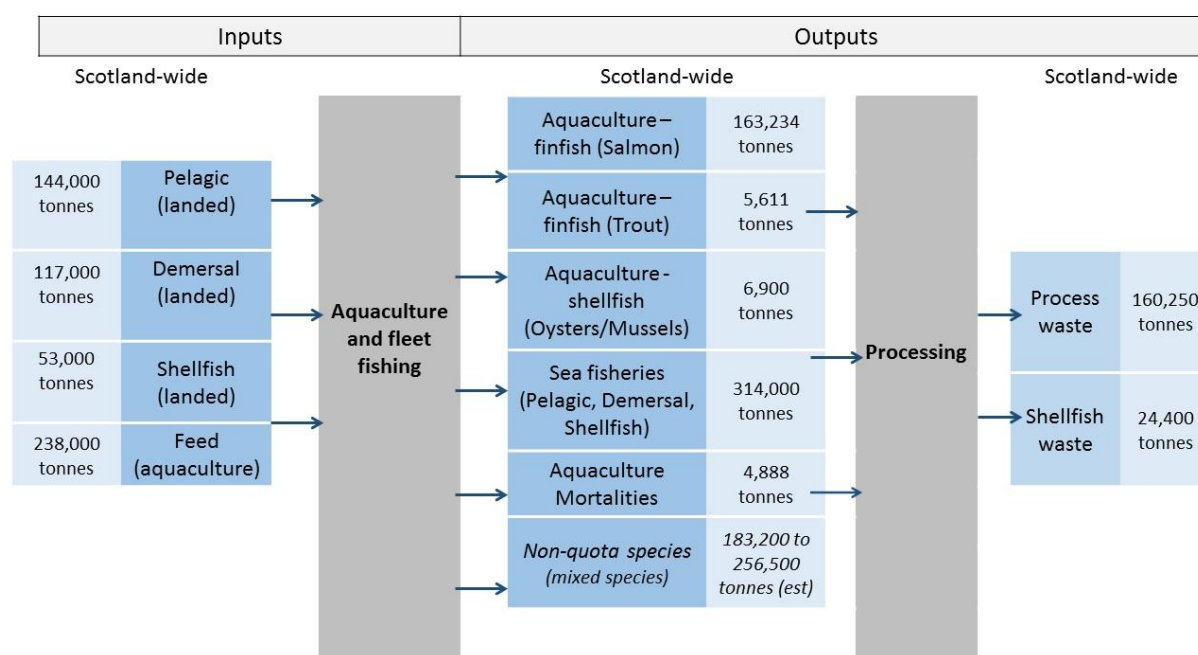 Inputs
Outputs
Scotland-wide
Scotland-wide
Scotland-wide
144,000
tonnes
Pelagic
(landed)
117,000
tonnes
Demersal
(landed)
53,000
tonnes
Shellfish
(landed)
238,000
tonnes
Feed
(aquaculture)
Aquaculture
and fleet
fishing
Aquaculture –
finfish (Salmon)
163,234
tonnes
Aquaculture –
finfish (Trout)
5,611
tonnes
Aquaculture -
shellfish
(Oysters/Mussels)
6,900
tonnes
Sea fisheries
(Pelagic, Demersal,
Shellfish)
314,000
tonnes
Aquaculture
Mortalities
4,888
tonnes
Non-quota species
(mixed species)
183,200 to
256,500
tonnes (est)
Processing
Process
waste
160,250
tonnes
Shellfish
waste
24,400
tonnes